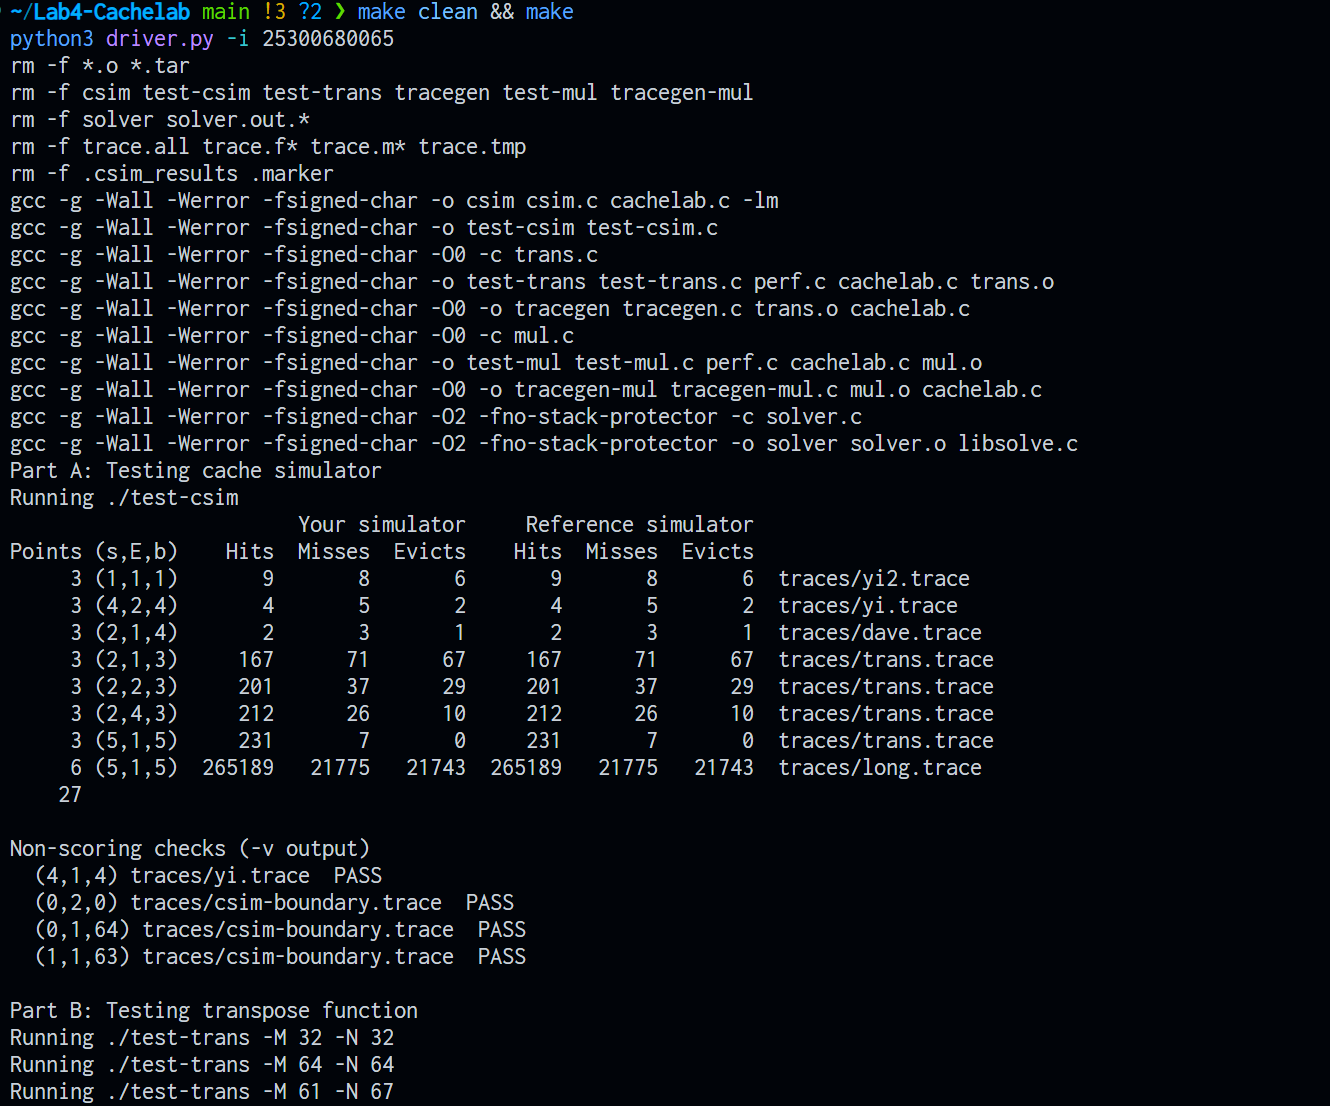 ~/Lab4-Cachelab main !3 ?2 ❯ make clean && make
python3 driver.py -i 25300680065
rm -f *.o *.tar
rm -f csim test-csim test-trans tracegen test-mul tracegen-mul
rm -f solver solver.out.*
rm -f trace.all trace.f* trace.m* trace.tmp
rm -f .csim_results .marker
gcc -g -Wall -Werror -fsigned-char -o csim csim.c cachelab.c -lm
gcc -g -Wall -Werror -fsigned-char -o test-csim test-csim.c
gcc -g -Wall -Werror -fsigned-char -O0 -c trans.c
gcc -g -Wall -Werror -fsigned-char -o test-trans test-trans.c perf.c cachelab.c trans.o
gcc -g -Wall -Werror -fsigned-char -O0 -o tracegen tracegen.c trans.o cachelab.c
gcc -g -Wall -Werror -fsigned-char -O0 -c mul.c
gcc -g -Wall -Werror -fsigned-char -o test-mul test-mul.c perf.c cachelab.c mul.o
gcc -g -Wall -Werror -fsigned-char -O0 -o tracegen-mul tracegen-mul.c mul.o cachelab.c
gcc -g -Wall -Werror -fsigned-char -O2 -fno-stack-protector -c solver.c
gcc -g -Wall -Werror -fsigned-char -O2 -fno-stack-protector -o solver solver.o libsolve.c
Part A: Testing cache simulator
Running ./test-csim
                        Your simulator     Reference simulator
Points (s,E,b)    Hits  Misses  Evicts    Hits  Misses  Evicts
     3 (1,1,1)       9       8       6       9       8       6  traces/yi2.trace
     3 (4,2,4)       4       5       2       4       5       2  traces/yi.trace
     3 (2,1,4)       2       3       1       2       3       1  traces/dave.trace
     3 (2,1,3)     167      71      67     167      71      67  traces/trans.trace
     3 (2,2,3)     201      37      29     201      37      29  traces/trans.trace
     3 (2,4,3)     212      26      10     212      26      10  traces/trans.trace
     3 (5,1,5)     231       7       0     231       7       0  traces/trans.trace
     6 (5,1,5)  265189   21775   21743  265189   21775   21743  traces/long.trace
    27

Non-scoring checks (-v output)
  (4,1,4) traces/yi.trace  PASS
  (0,2,0) traces/csim-boundary.trace  PASS
  (0,1,64) traces/csim-boundary.trace  PASS
  (1,1,63) traces/csim-boundary.trace  PASS

Part B: Testing transpose function
Running ./test-trans -M 32 -N 32
Running ./test-trans -M 64 -N 64
Running ./test-trans -M 61 -N 67